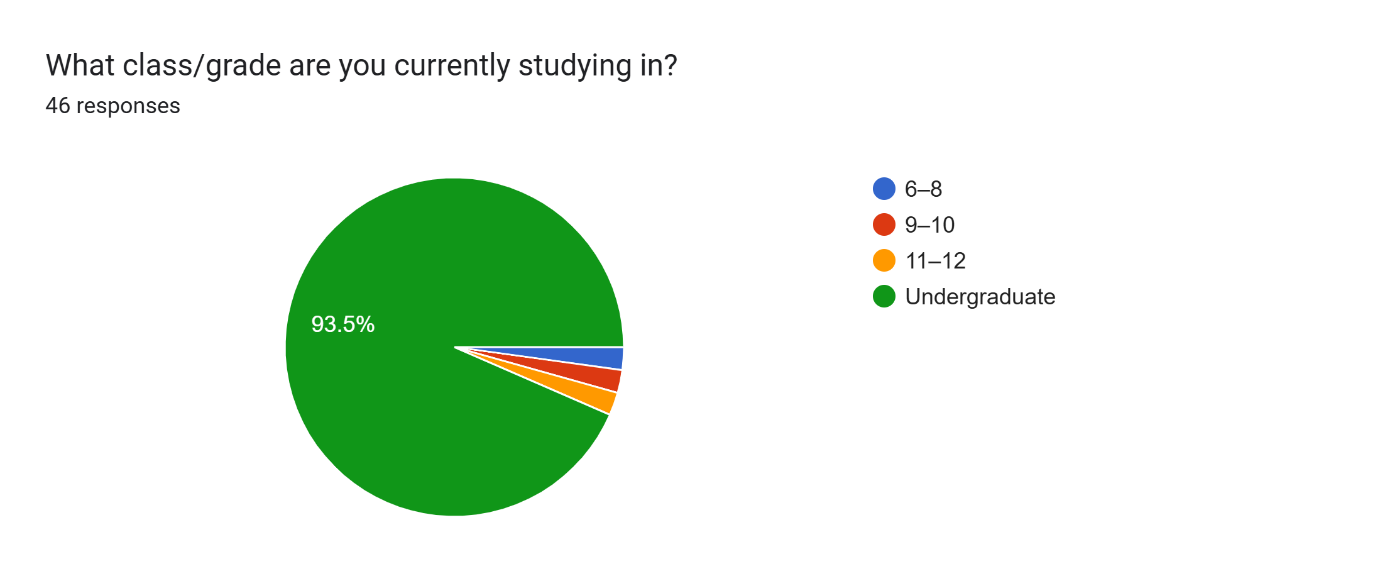 What class/grade are you currently studying in?
46 responses
93.5%
6–8
9–10
11–12
Undergraduate